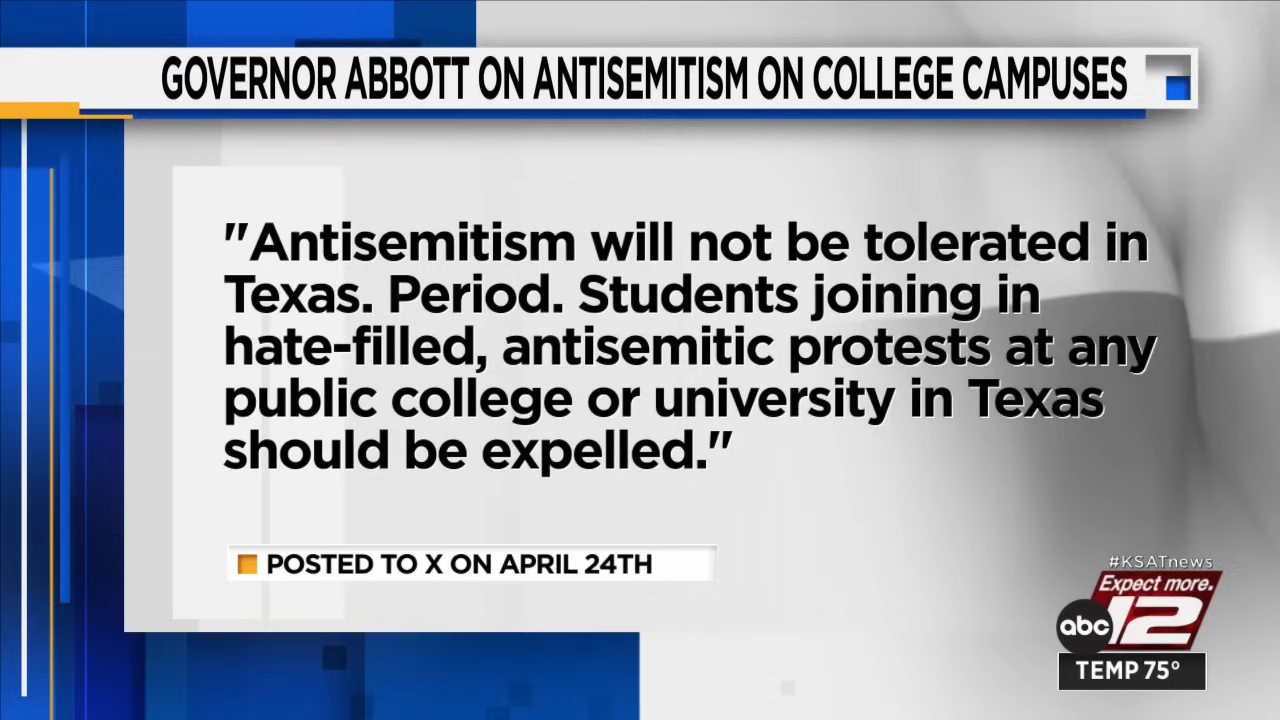 GOVERNOR ABBOTT ON ANTISEMITISM ON COLLEGE CAMPUSES
"Antisemitism will not be tolerated in
Texas. Period. Students joining in
hate-filled, antisemitic protests at any
public college or university in Texas
should be expelled."
POSTED TO X ON APRIL 24TH
#KSATnews
Expect more.
abc 12
TEMP 75°